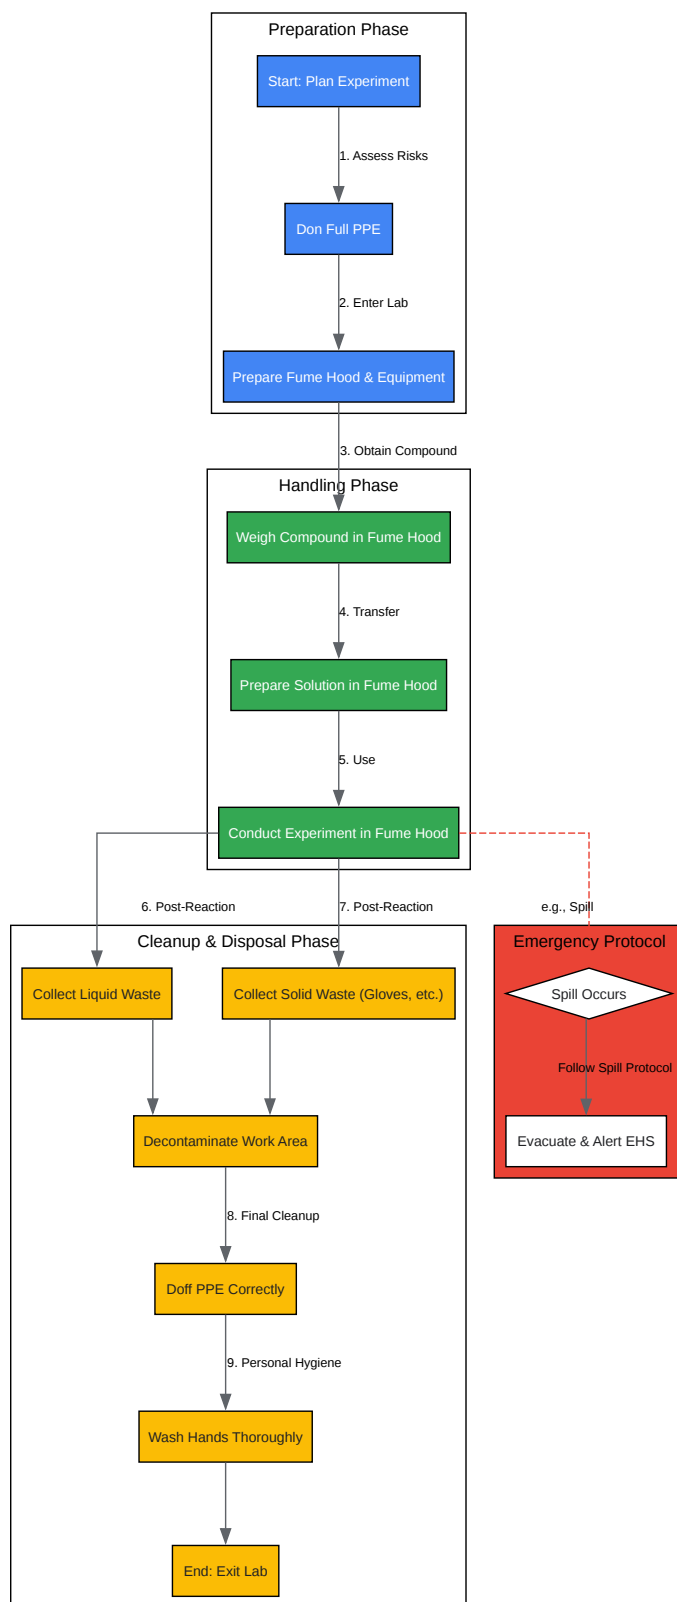 Preparation Phase
Start: Plan Experiment
1. Assess Risks
Don Full PPE
2. Enter Lab
Prepare Fume Hood & Equipment
3. Obtain Compound
Handling Phase
Weigh Compound in Fume Hood
4. Transfer
Prepare Solution in Fume Hood
5. Use
Conduct Experiment in Fume Hood
6. Post-Reaction
7. Post-Reaction
e.g., Spill
Cleanup & Disposal Phase
Collect Liquid Waste
Collect Solid Waste (Gloves, etc.)
Decontaminate Work Area
8. Final Cleanup
Doff PPE Correctly
9. Personal Hygiene
Wash Hands Thoroughly
End: Exit Lab
Emergency Protocol
Spill Occurs
Follow Spill Protocol
Evacuate & Alert EHS